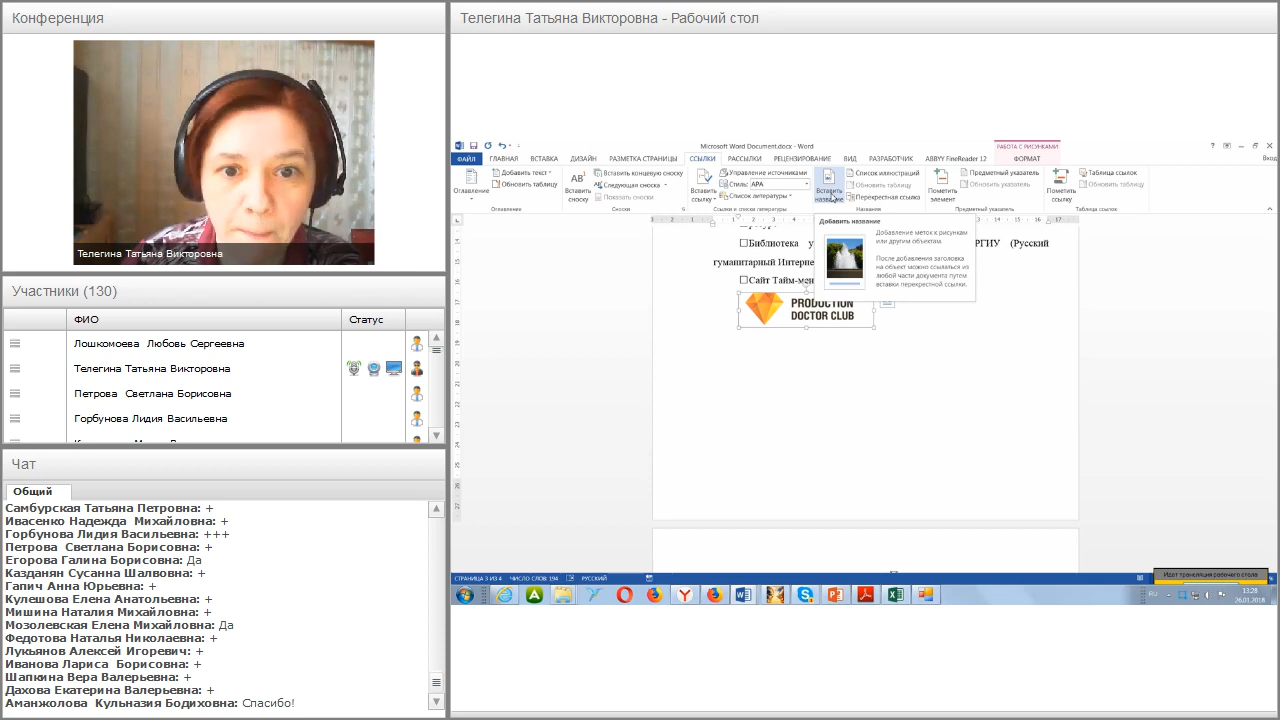 Конференция
Телегина Татьяна Викторовна
Участники (130)
ФИО
Статус
Лошкомоева Любовь Сергеевна
Телегина Татьяна Викторовна
Петрова Светлана Борисовна
Горбунова Лидия Васильевна
Чат
Общий
Самбурская Татьяна Петровна: +
Ивасенко Надежда Михайловна: +
Горбунова Лидия Васильевна: +++
Петрова Светлана Борисовна: +
Егорова Галина Борисовна: Да
Казданян Сусанна Шалвовна: +
Гапич Анна Юрьевна: +
Кулешова Елена Анатольевна: +
Мишина Наталия Михайловна: +
Мозолевская Елена Михайловна: Да
Федотова Наталья Николаевна: +
Лукьянов Алексей Игоревич: +
Иванова Лариса Борисовна: +
Шапкина Вера Валерьевна: +
Дахова Екатерина Валерьевна: +
Аманжолова Кульназия Бодиховна: Спасибо!
Телегина Татьяна Викторовна - Рабочий стол
Microsoft Word Document.docx - Word
РАБОТА С РИСУНКАМИ
ФАЙЛ ГЛАВНАЯ ВСТАВКА ДИЗАЙН РАЗМЕТКА СТРАНИЦЫ ССЫЛКИ РАССЫЛКИ РЕЦЕНЗИРОВАНИЕ ВИД РАЗРАБОТЧИК ABBYY FineReader 12 ФОРМАТ Вход
Оглавление
Добавить текст
Обновить таблицу
Оглавление
AB¹
Вставить сноску
Вставить концевую сноску
Следующая сноска
Показать сноски
Сноски
Вставить ссылку
Управление источниками
Стиль: APA
Список литературы
Ссылки и списки литературы
Вставить название
Список иллюстраций
Обновить таблицу
Перекрестная ссылка
Названия
Пометить элемент
Предметный указатель
Обновить указатель
Предметный указатель
Пометить ссылку
Таблица ссылок
Обновить таблицу
Таблица ссылок
Добавить название
Добавление меток к рисункам
или другим объектам.
После добавления заголовка
на объект можно ссылаться из
любой части документа путем
вставки перекрестной ссылки.
Библиотека у РГИУ (Русский
гуманитарный Интерне
Сайт Тайм-мен
PRODUCTION
DOCTOR CLUB
СТРАНИЦА 3 ИЗ 4 ЧИСЛО СЛОВ: 194 РУССКИЙ
Идет трансляция рабочего стола
RU
13:28
26.01.2018